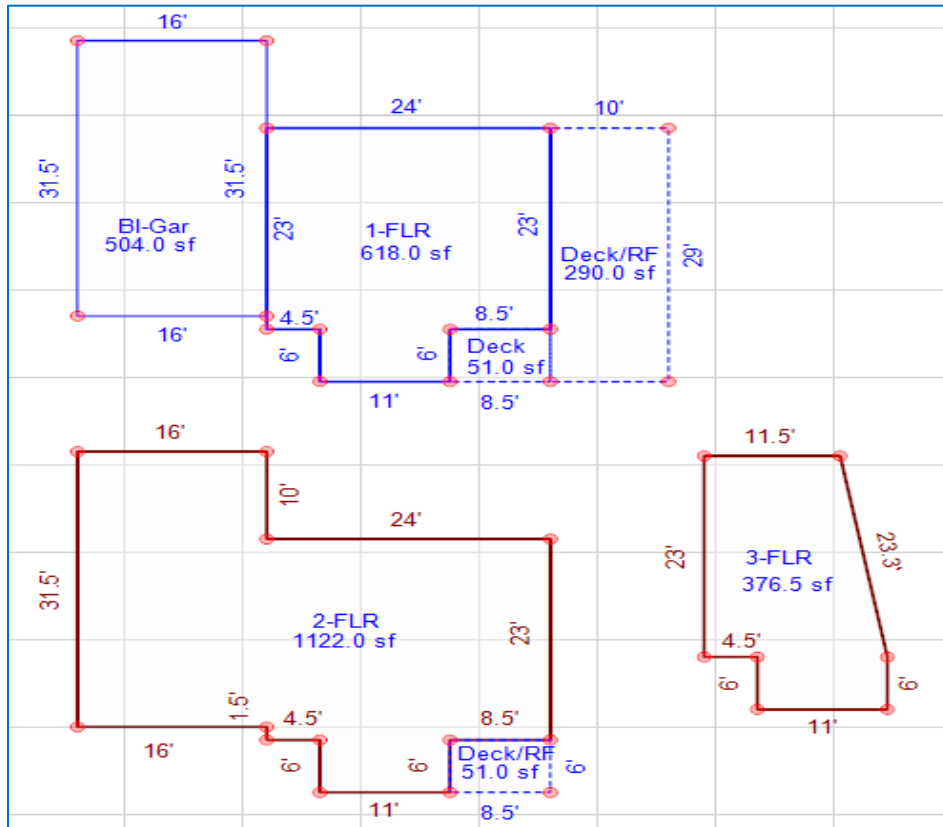 16'
24'
10'
31.5'
31.5'
23'
23'
BI-Gar
504.0 sf
1-FLR
618.0 sf
Deck/RF
290.0 sf
29'
16'
4.5'
8.5'
6'
6'
Deck
51.0 sf
11'
8.5'
16'
10'
24'
31.5'
2-FLR
1122.0 sf
23'
1.5'
4.5'
8.5'
16'
6'
6'
Deck/RF
51.0 sf
6'
11'
8.5'
11.5'
23'
23.3'
3-FLR
376.5 sf
4.5'
6'
6'
11'